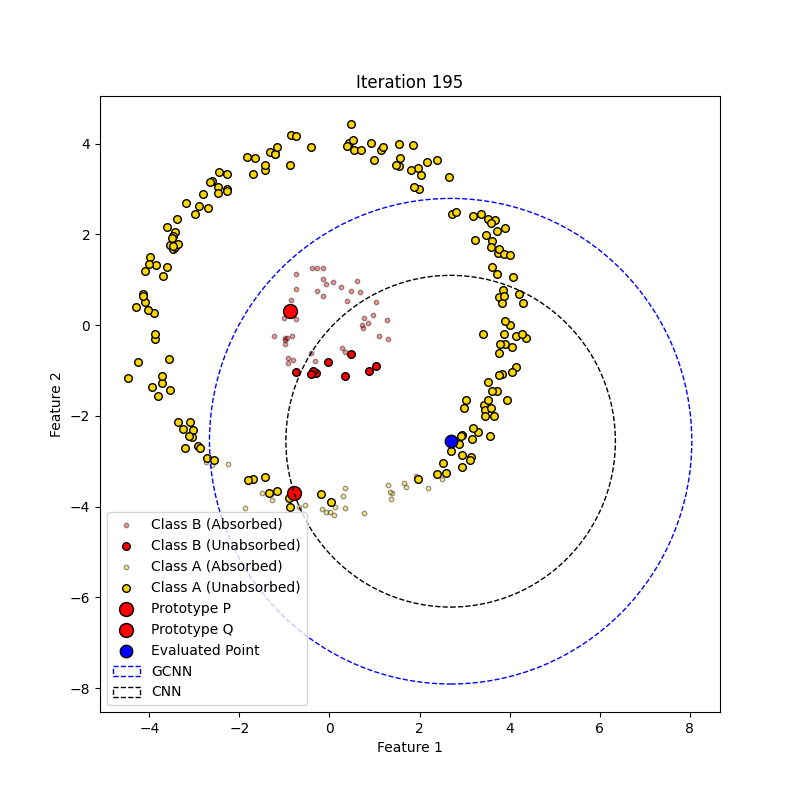 Iteration 195
Feature 2
4
2
0
−2
−4
−6
−8
Class B (Absorbed)
Class B (Unabsorbed)
Class A (Absorbed)
Class A (Unabsorbed)
Prototype P
Prototype Q
Evaluated Point
GCNN
CNN
−4 −2 0 2 4 6 8
Feature 1